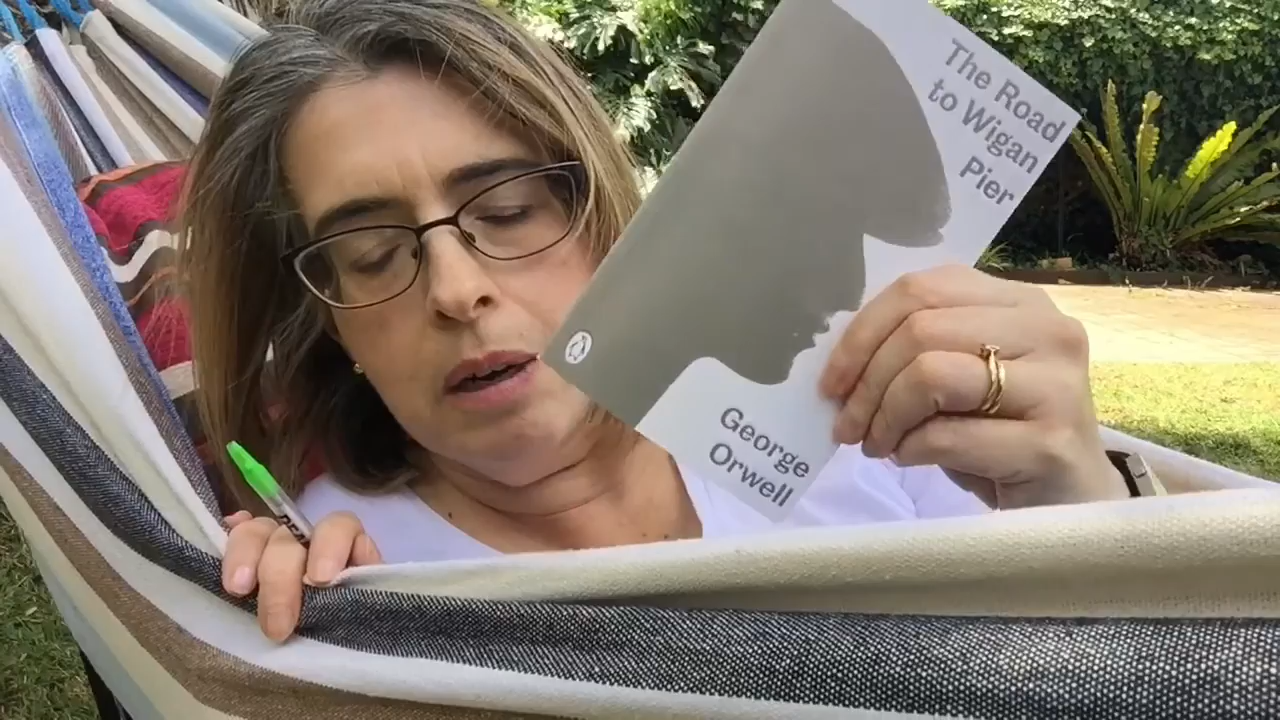 The Road
to Wigan
Pier
George
Orwell